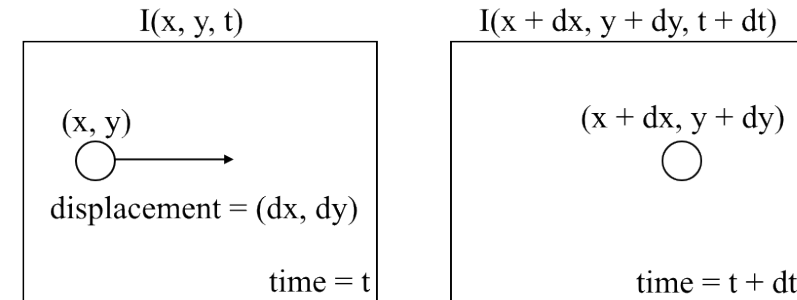 I(x, y, t)
I(x + dx, y + dy, t + dt)
(x, y)
displacement = (dx, dy)
time = t
(x + dx, y + dy)
time = t + dt